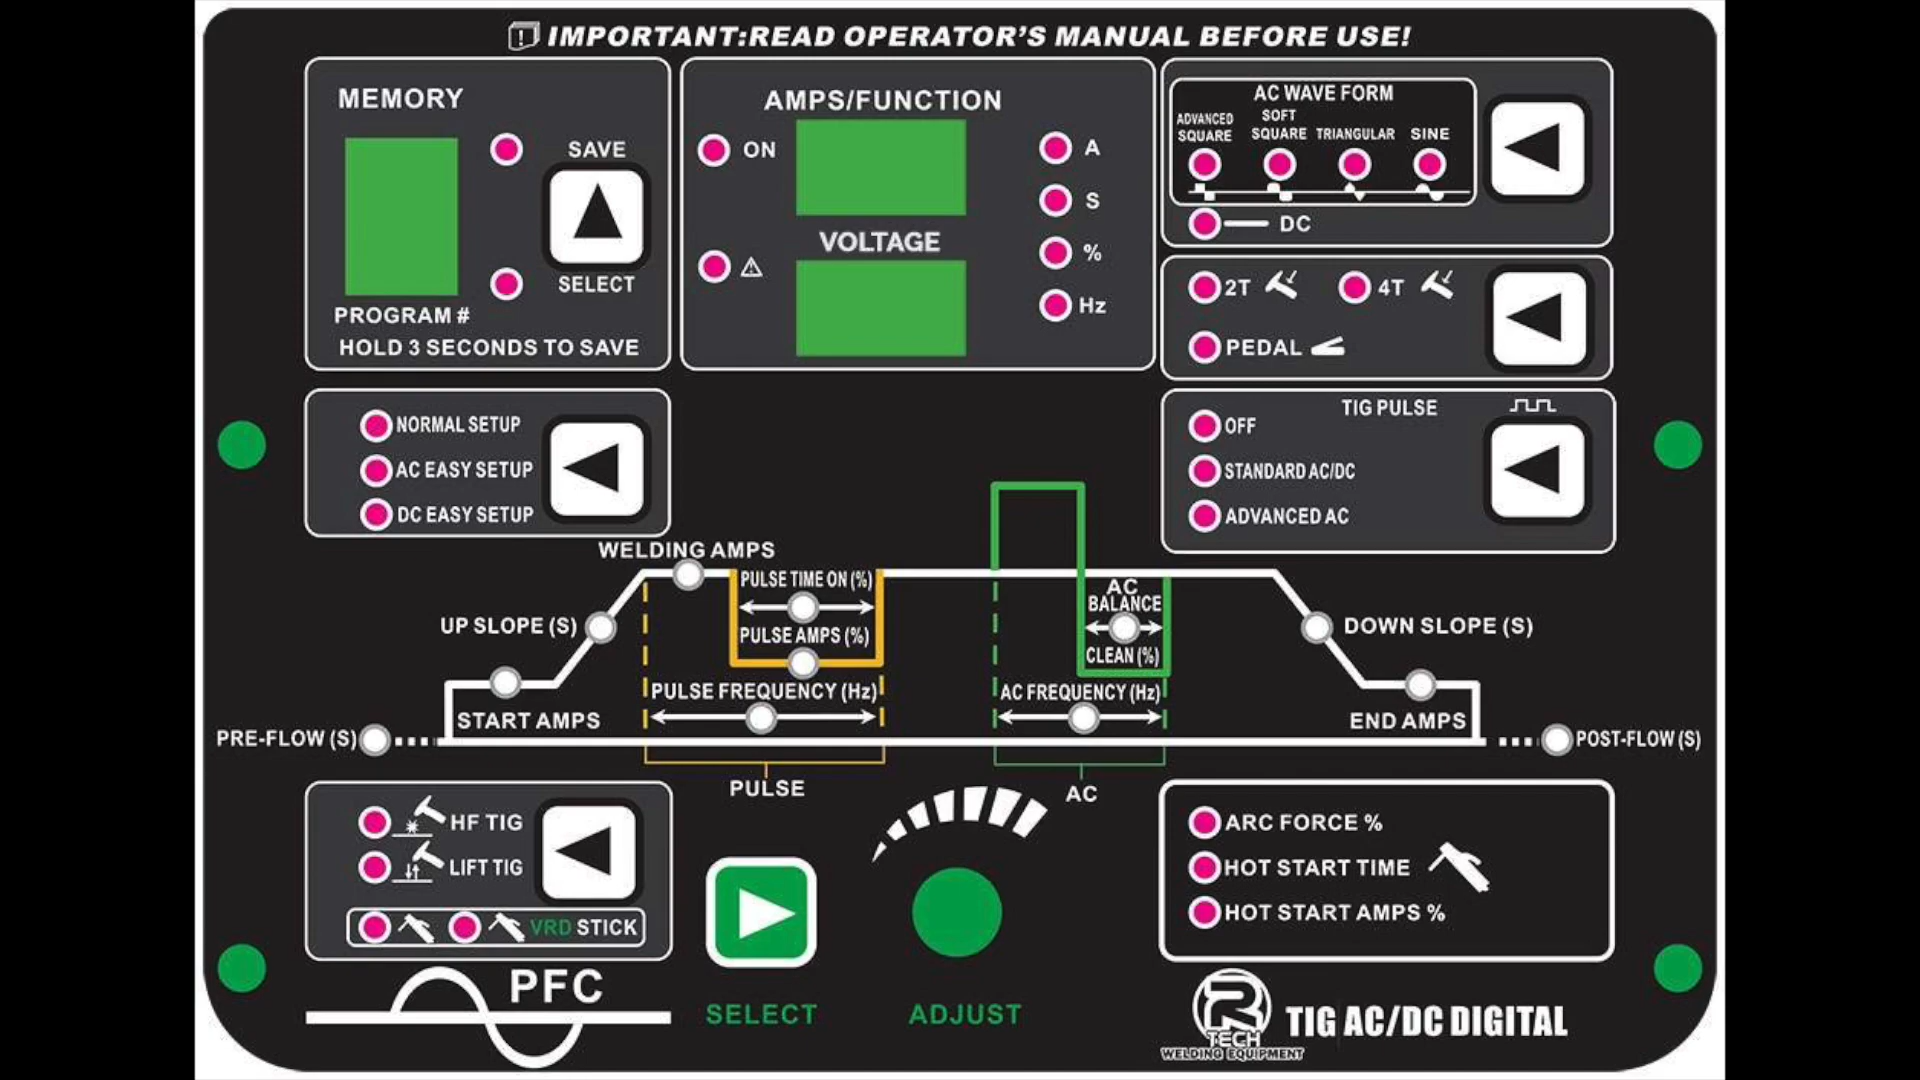 IMPORTANT:READ OPERATOR'S MANUAL BEFORE USE!
MEMORY
SAVE
SELECT
PROGRAM #
HOLD 3 SECONDS TO SAVE
AMPS/FUNCTION
ON
VOLTAGE
A
S
%
Hz
AC WAVE FORM
ADVANCED SQUARE
SOFT SQUARE
TRIANGULAR
SINE
DC
2T
4T
PEDAL
NORMAL SETUP
AC EASY SETUP
DC EASY SETUP
TIG PULSE
OFF
STANDARD AC/DC
ADVANCED AC
WELDING AMPS
PULSE TIME ON (%)
PULSE AMPS (%)
PULSE FREQUENCY (Hz)
UP SLOPE (S)
START AMPS
PRE-FLOW (S)
AC
BALANCE
CLEAN (%)
AC FREQUENCY (Hz)
DOWN SLOPE (S)
END AMPS
POST-FLOW (S)
PULSE
AC
HF TIG
LIFT TIG
VRD STICK
PFC
SELECT
ADJUST
ARC FORCE %
HOT START TIME
HOT START AMPS %
R
TECH
WELDING EQUIPMENT
TIG AC/DC DIGITAL